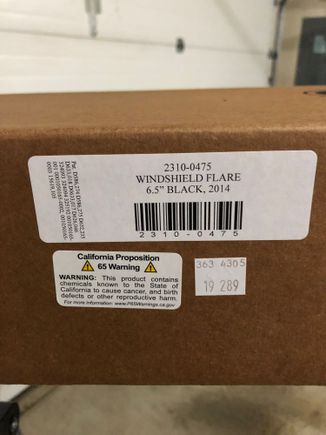 2310-0475
WINDSHIELD FLARE
6.5" BLACK, 2014
2310-0475
California Proposition
65 Warning
WARNING: This product contains
chemicals known to the State of
California to cause cancer, and birth
defects or other reproductive harm.
For more information: www.P65Warnings.ca.gov
363 4305
19 289